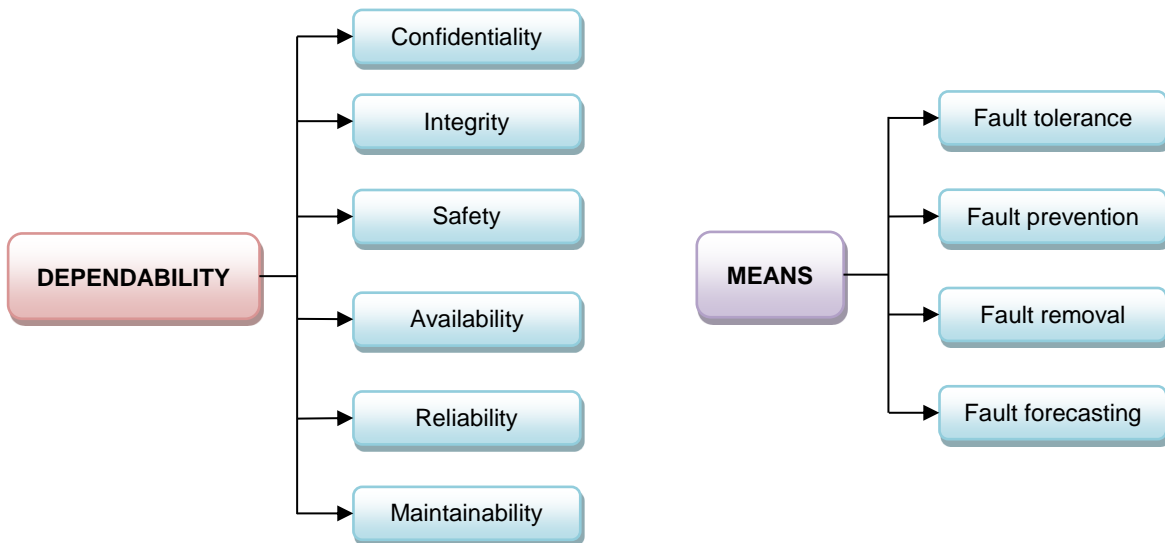 DEPENDABILITY
Confidentiality
Integrity
Safety
Availability
Reliability
Maintainability
MEANS
Fault tolerance
Fault prevention
Fault removal
Fault forecasting